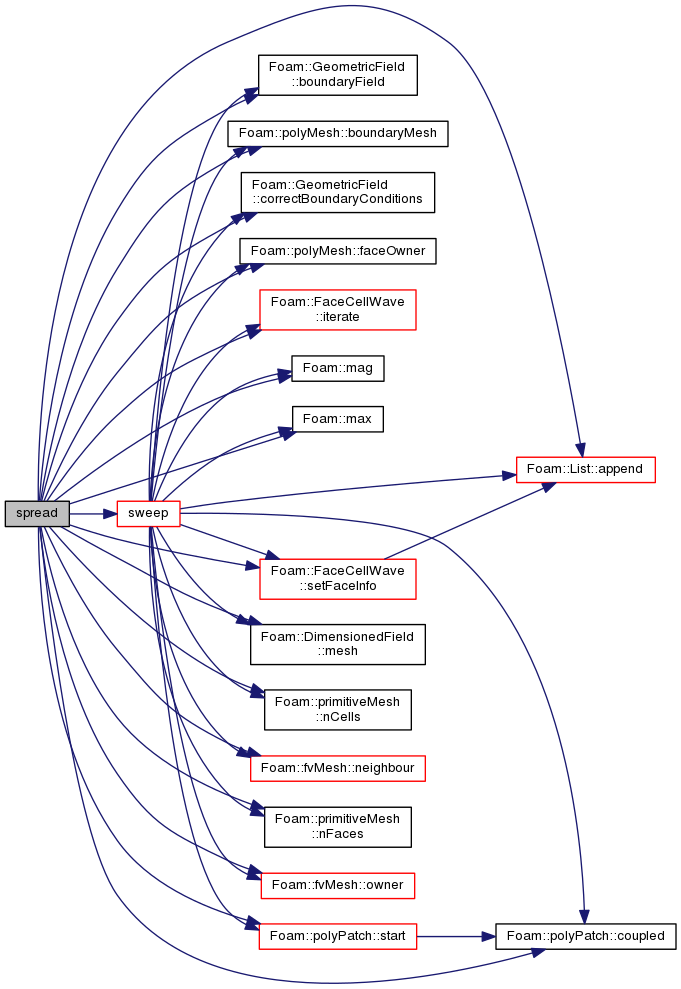 Foam::GeometricField
::boundaryField
Foam::polyMesh::boundaryMesh
Foam::GeometricField
::correctBoundaryConditions
Foam::polyMesh::faceOwner
Foam::FaceCellWave
::iterate
Foam::mag
Foam::max
Foam::List::append
spread
sweep
Foam::FaceCellWave
::setFaceInfo
Foam::DimensionedField
::mesh
Foam::primitiveMesh
::nCells
Foam::fvMesh::neighbour
Foam::primitiveMesh
::nFaces
Foam::fvMesh::owner
Foam::polyPatch::start
Foam::polyPatch::coupled